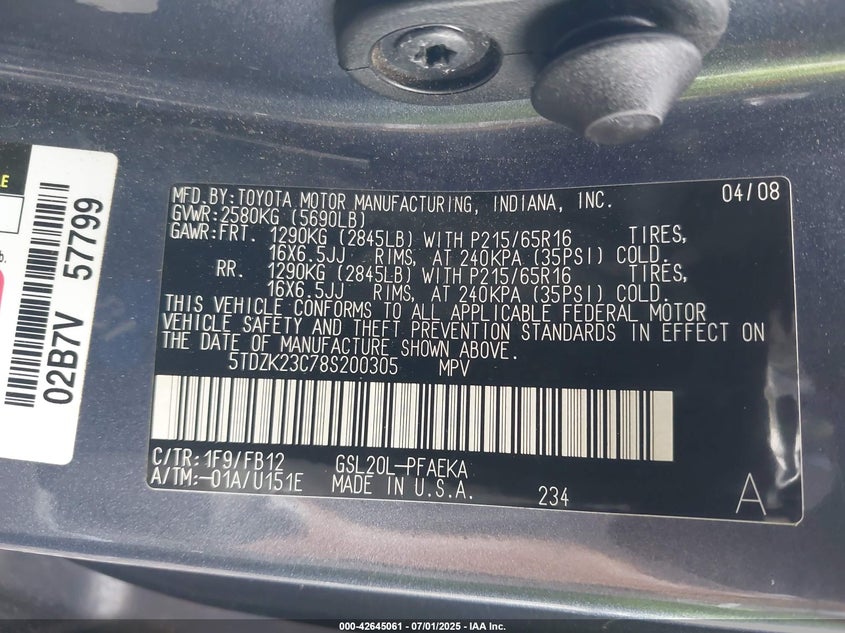 LE
b.
02B7V 57799
MFD.BY:TOYOTA MOTOR MANUFACTURING, INDIANA, INC. 04/08
GVWR:2580KG (5690LB)
GAWR:FRT. 1290KG (2845LB) WITH P215/65R16 TIRES,
16X6.5JJ RIMS, AT 240KPA (35PSI) COLD.
RR. 1290KG (2845LB) WITH P215/65R16 TIRES,
16X6.5JJ RIMS, AT 240KPA (35PSI) COLD.
THIS VEHICLE CONFORMS TO ALL APPLICABLE FEDERAL MOTOR
VEHICLE SAFETY AND THEFT PREVENTION STANDARDS IN EFFECT ON
THE DATE OF MANUFACTURE SHOWN ABOVE.
5TDZK23C78S200305 MPV
C/TR:1F9/FB12 GSL20L-PFAEKA
A/TM:-01A/U151E MADE IN U.S.A. 234 A
000-42645061 - 07/01/2025 - IAA Inc.